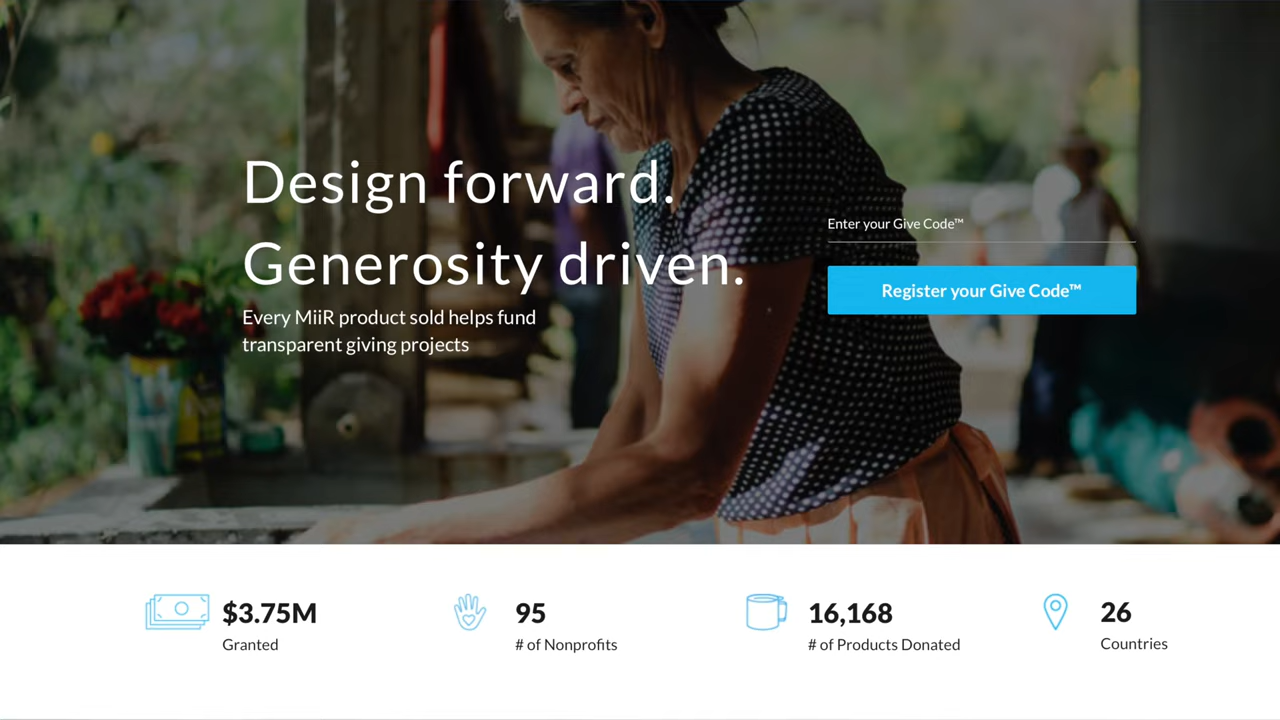 Design forward.
Generosity driven.
Every MiiR product sold helps fund
transparent giving projects
Enter your Give Code™
Register your Give Code™
$3.75M
Granted
95
# of Nonprofits
16,168
# of Products Donated
26
Countries